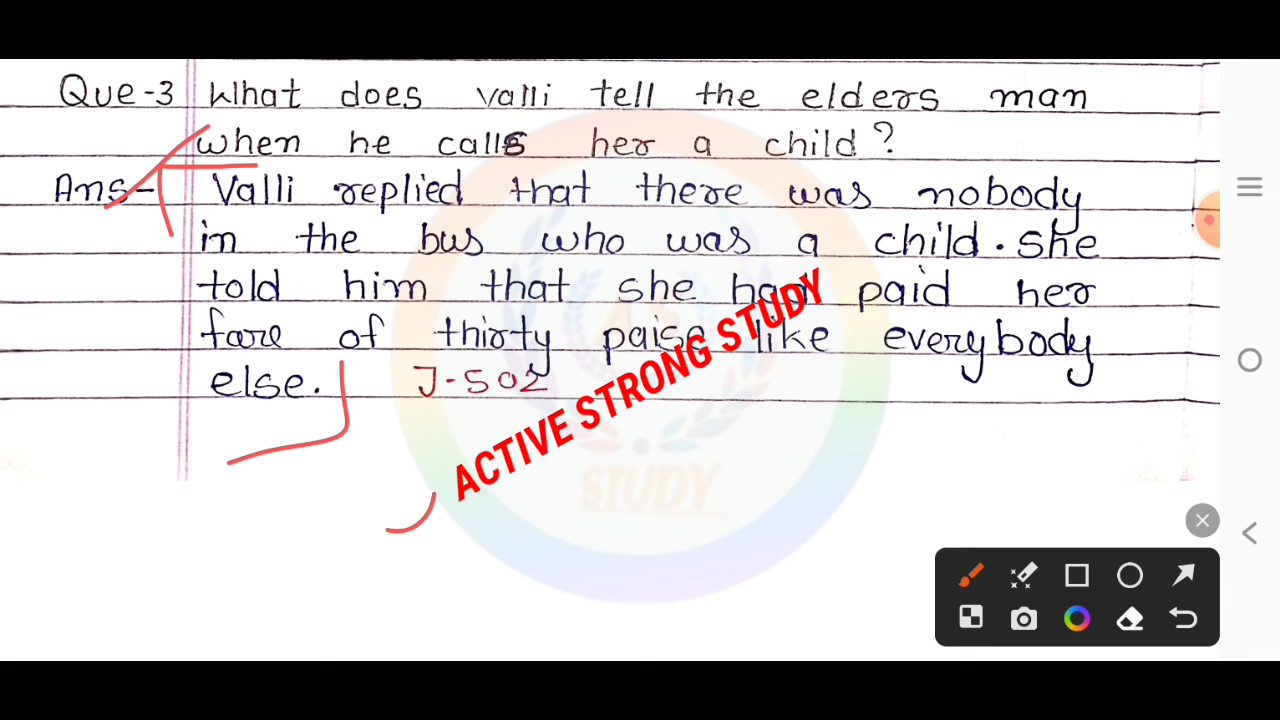 Que-3 What does valli tell the elders man
when he calls her a child?
Ans- Valli replied that there was nobody
in the bus who was a child. she
told him that she had paid her
fare of thirty paise like everybody
else. J-502
ACTIVE STRONG STUDY
STUDY